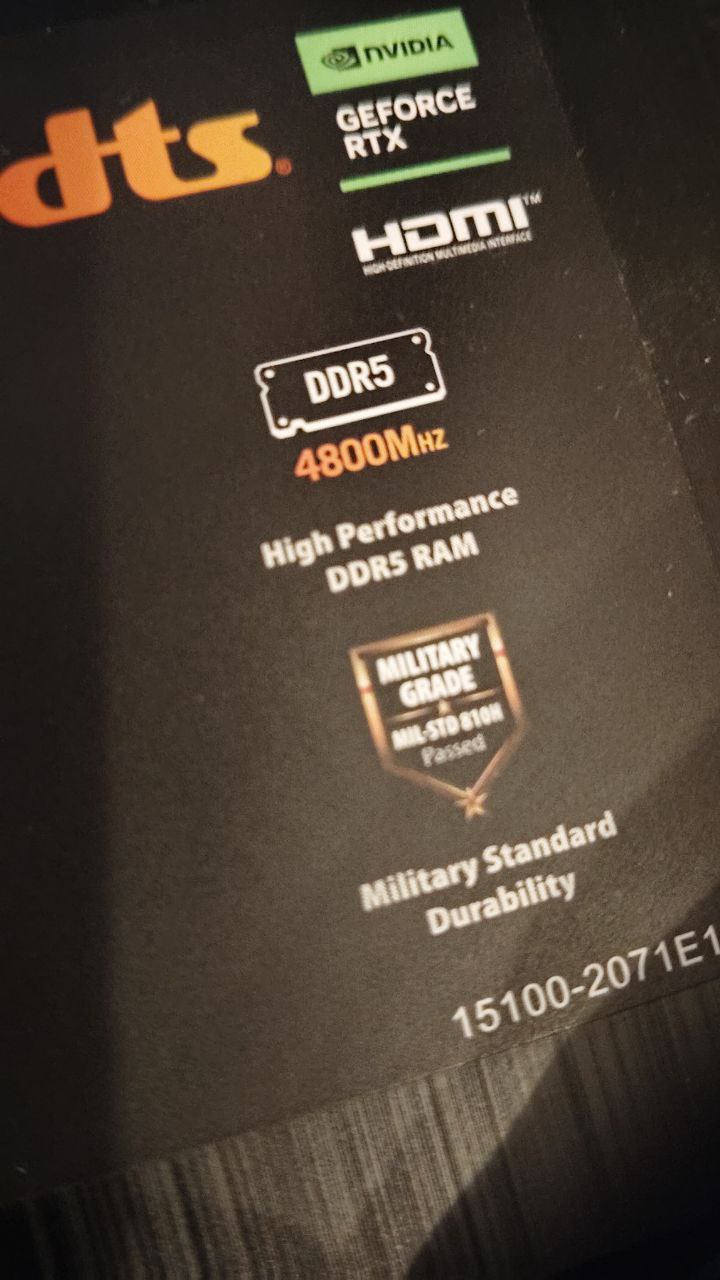 dts®
NVIDIA
GEFORCE
RTX
HDMI™
HIGH-DEFINITION MULTIMEDIA INTERFACE
DDR5
4800MHZ
High Performance
DDR5 RAM
MILITARY
GRADE
MIL-STD 810H
Passed
Military Standard
Durability
15100-2071E1